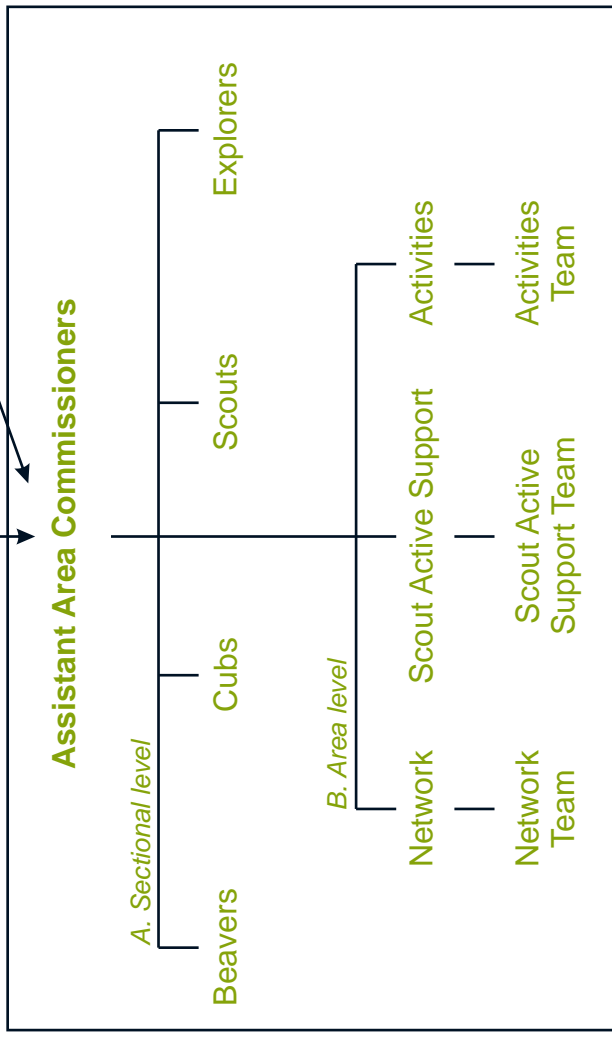 Assistant Area Commissioners
A. Sectional level
Beavers
Cubs
Scouts
Explorers
B. Area level
Network
Scout Active Support
Activities
Network
Team
Scout Active
Support Team
Activities
Team